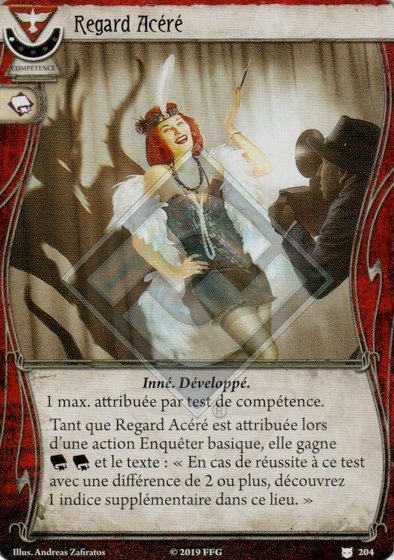 Regard Acéré
COMPÉTENCE
Inné. Développé.
1 max. attribuée par test de compétence.
Tant que Regard Acéré est attribuée lors
d'une action Enquêter basique, elle gagne
et le texte : « En cas de réussite à ce test
avec une différence de 2 ou plus, découvrez
1 indice supplémentaire dans ce lieu. »
Illus. Andreas Zafiratos
© 2019 FFG
204